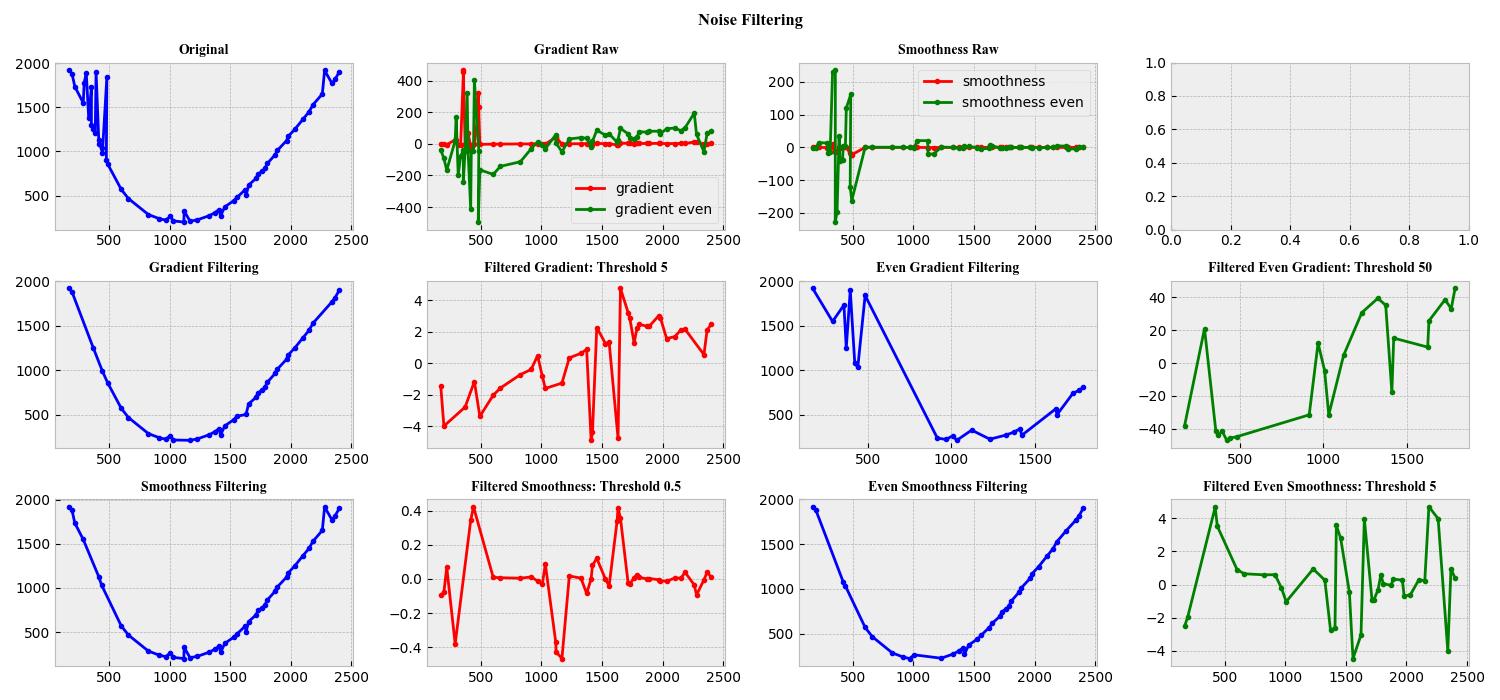 Noise Filtering
Original
Gradient Raw
Smoothness Raw
2000
1500
1000
500
500 1000 1500 2000 2500
400
200
0
−200
−400
gradient
gradient even
500 1000 1500 2000 2500
200
100
0
−100
−200
smoothness
smoothness even
500 1000 1500 2000 2500
1.0
0.8
0.6
0.4
0.2
0.0
0.0 0.2 0.4 0.6 0.8 1.0
Gradient Filtering
2000
1500
1000
500
500 1000 1500 2000 2500
Filtered Gradient: Threshold 5
4
2
0
−2
−4
500 1000 1500 2000 2500
Even Gradient Filtering
2000
1500
1000
500
500 1000 1500
Filtered Even Gradient: Threshold 50
40
20
0
−20
−40
500 1000 1500
Smoothness Filtering
2000
1500
1000
500
500 1000 1500 2000 2500
Filtered Smoothness: Threshold 0.5
0.4
0.2
0.0
−0.2
−0.4
500 1000 1500 2000 2500
Even Smoothness Filtering
2000
1500
1000
500
500 1000 1500 2000 2500
Filtered Even Smoothness: Threshold 5
4
2
0
−2
−4
500 1000 1500 2000 2500